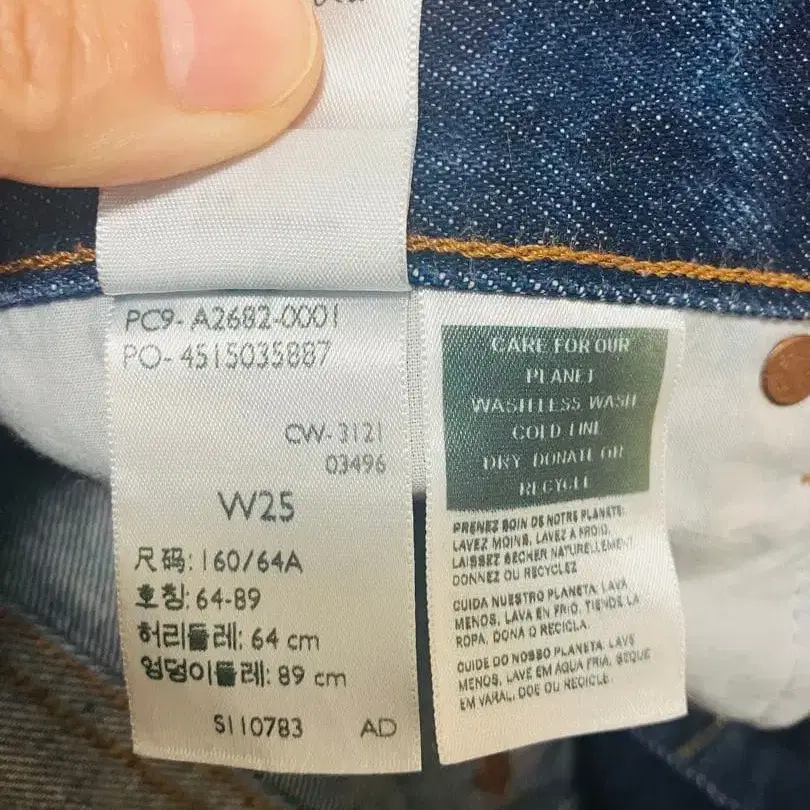 PC9- A2682-0001
PO- 4515035887
CW- 3121
03496
W25
尺码: 160/64A
호칭: 64-89
허리둘레: 64 cm
엉덩이둘레: 89 cm
S110783 AD
CARE FOR OUR
PLANET
WASH LESS WASH
COLD LINE
DRY DONATE OR
RECYCLE
PRENEZ SOIN DE NOTRE PLANETE:
LAVEZ MOINS, LAVEZ A FROID,
LAISSEZ SECHER NATURELLEMENT
DONNEZ OU RECYCLEZ
CUIDA NUESTRO PLANETA: LAVA
MENOS, LAVA EN FRIO, TIENDE LA
ROPA, DONA O RECICLA.
CUIDE DO NOSSO PLANETA: LAVE
MENOS, LAVE EM AGUA FRIA, SEQUE
EM VARAL, DOE OU RECICLE.